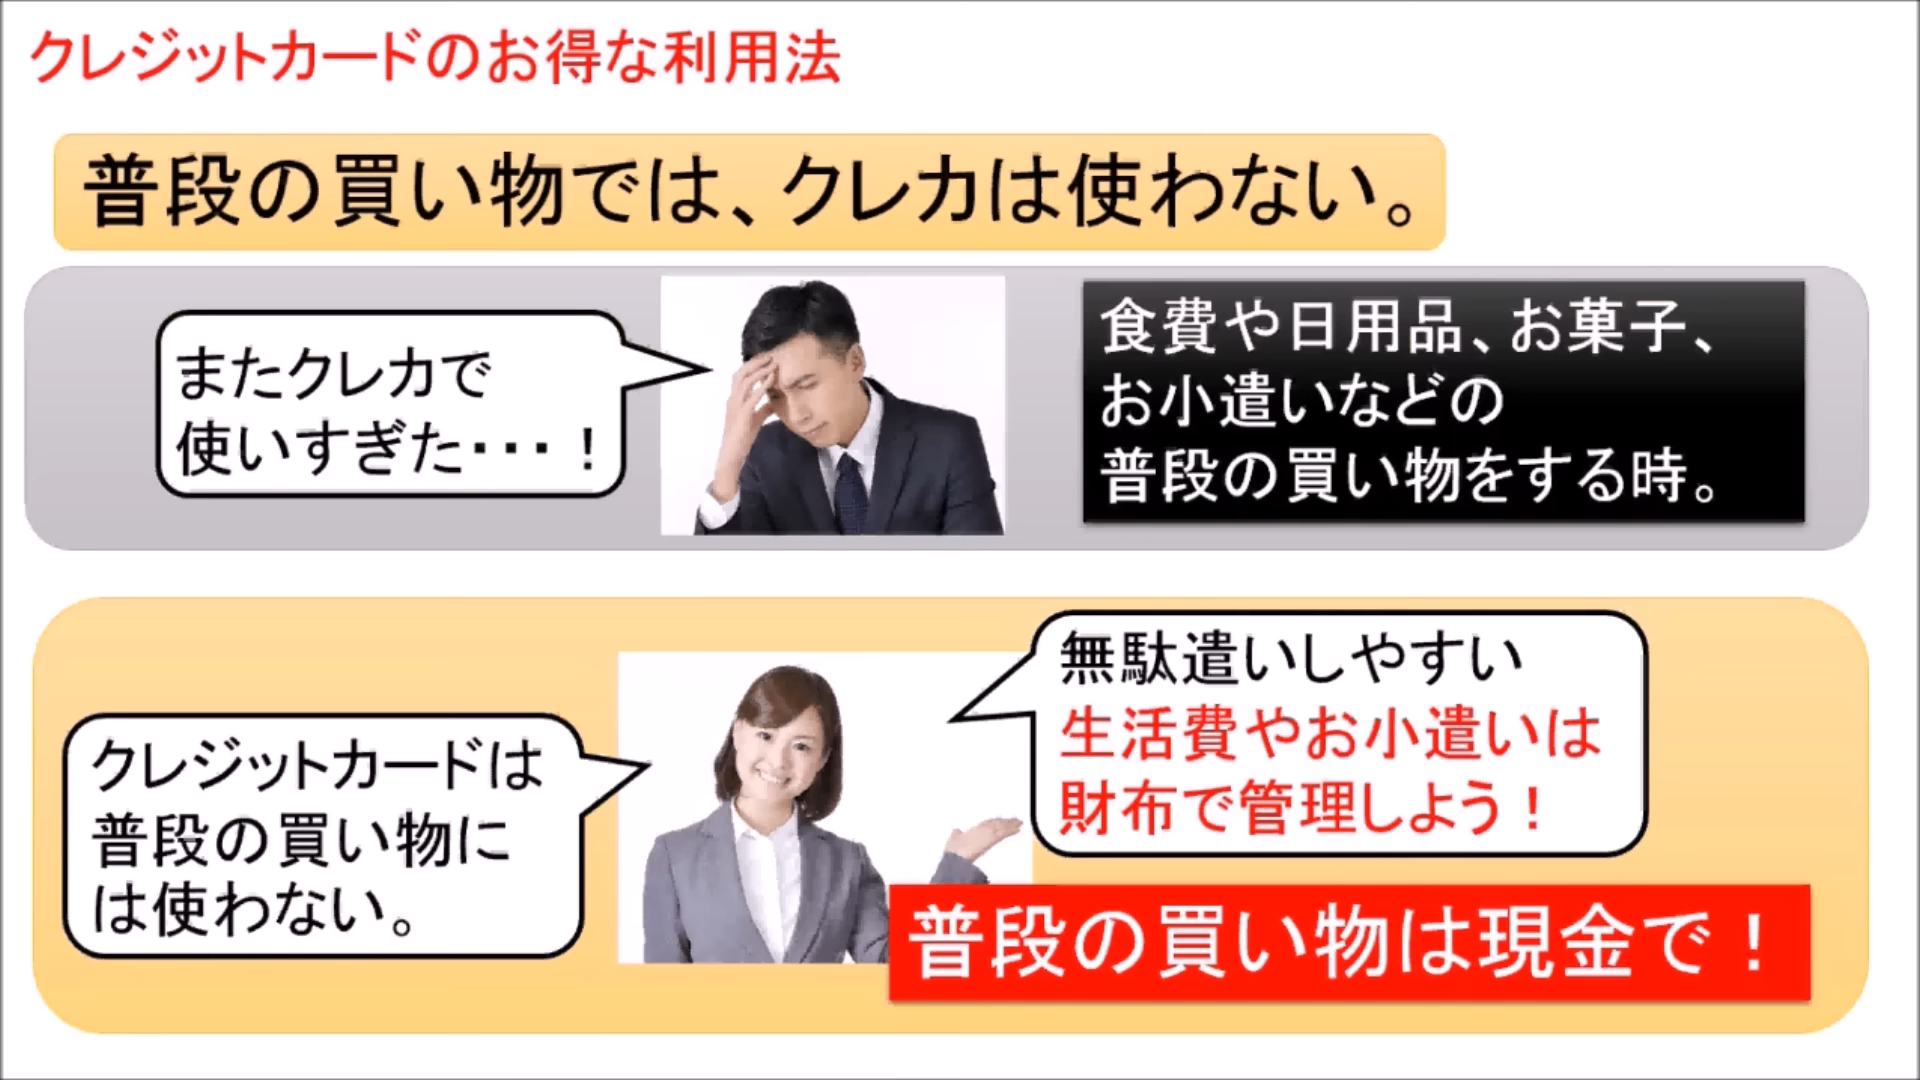 クレジットカードのお得な利用法
普段の買い物では、クレカは使わない。
またクレカで
使いすぎた・・・！
食費や日用品、お菓子、
お小遣いなどの
普段の買い物をする時。
無駄遣いしやすい
生活費やお小遣いは
財布で管理しよう！
クレジットカードは
普段の買い物に
は使わない。
普段の買い物は現金で！